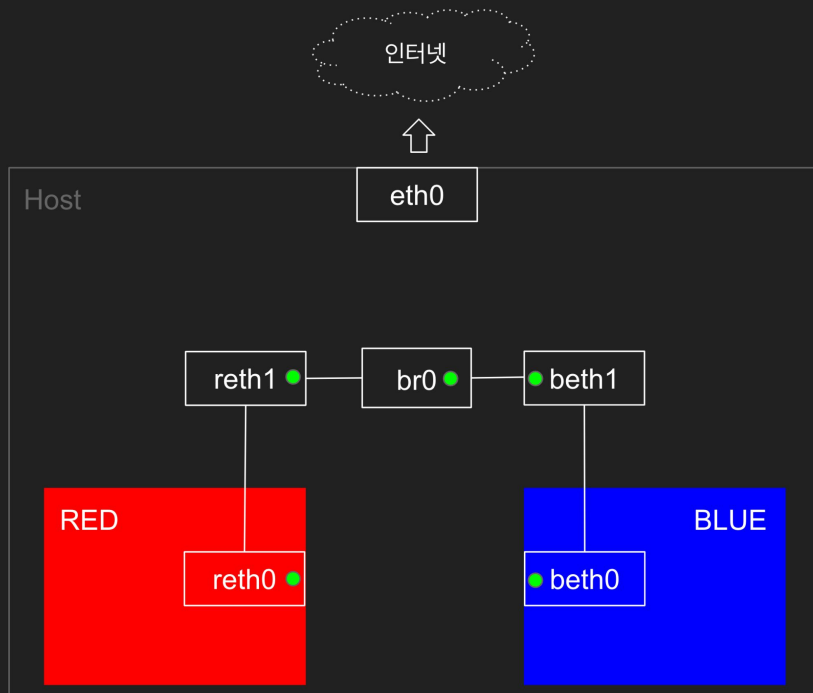 인터넷
Host
eth0
reth1
br0
beth1
RED
BLUE
reth0
beth0